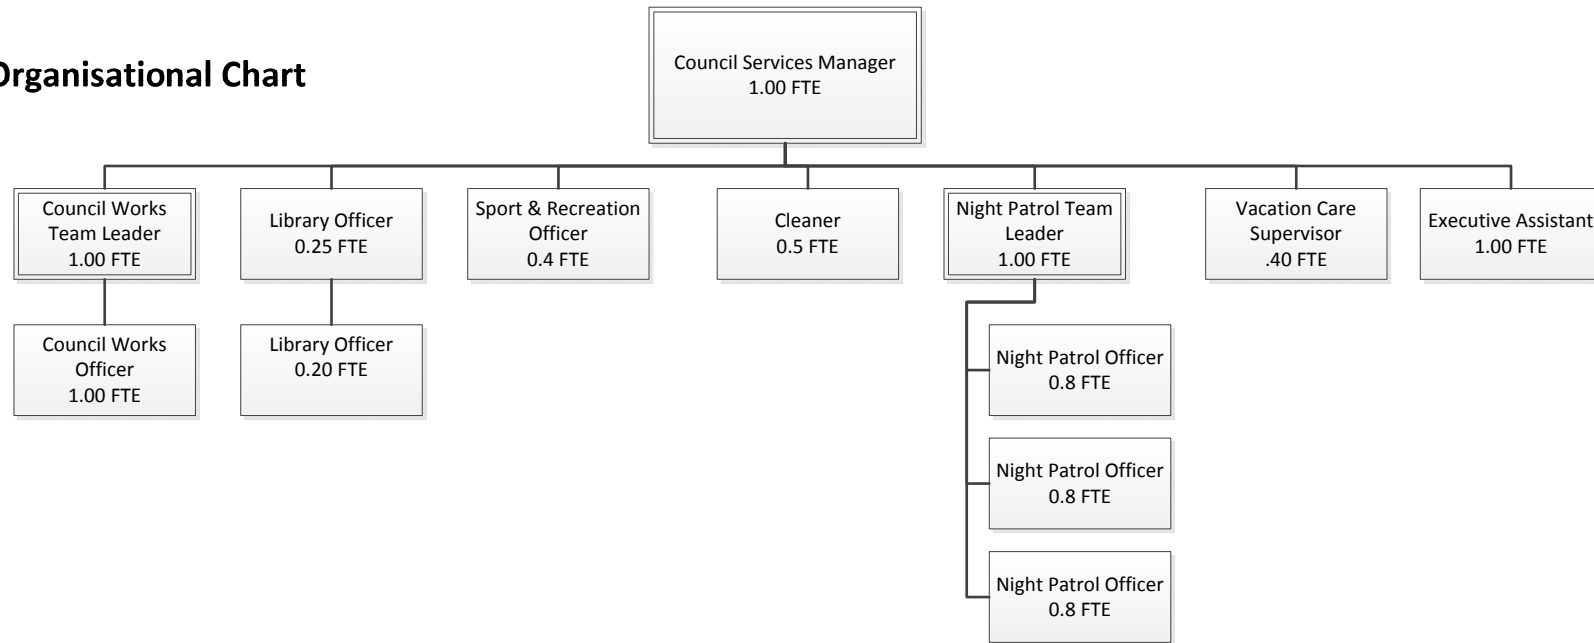 Organisational Chart
Council Services Manager
1.00 FTE
Council Works
Team Leader
1.00 FTE
Library Officer
0.25 FTE
Sport & Recreation
Officer
0.4 FTE
Cleaner
0.5 FTE
Night Patrol Team
Leader
1.00 FTE
Vacation Care
Supervisor
.40 FTE
Executive Assistant
1.00 FTE
Council Works
Officer
1.00 FTE
Library Officer
0.20 FTE
Night Patrol Officer
0.8 FTE
Night Patrol Officer
0.8 FTE
Night Patrol Officer
0.8 FTE